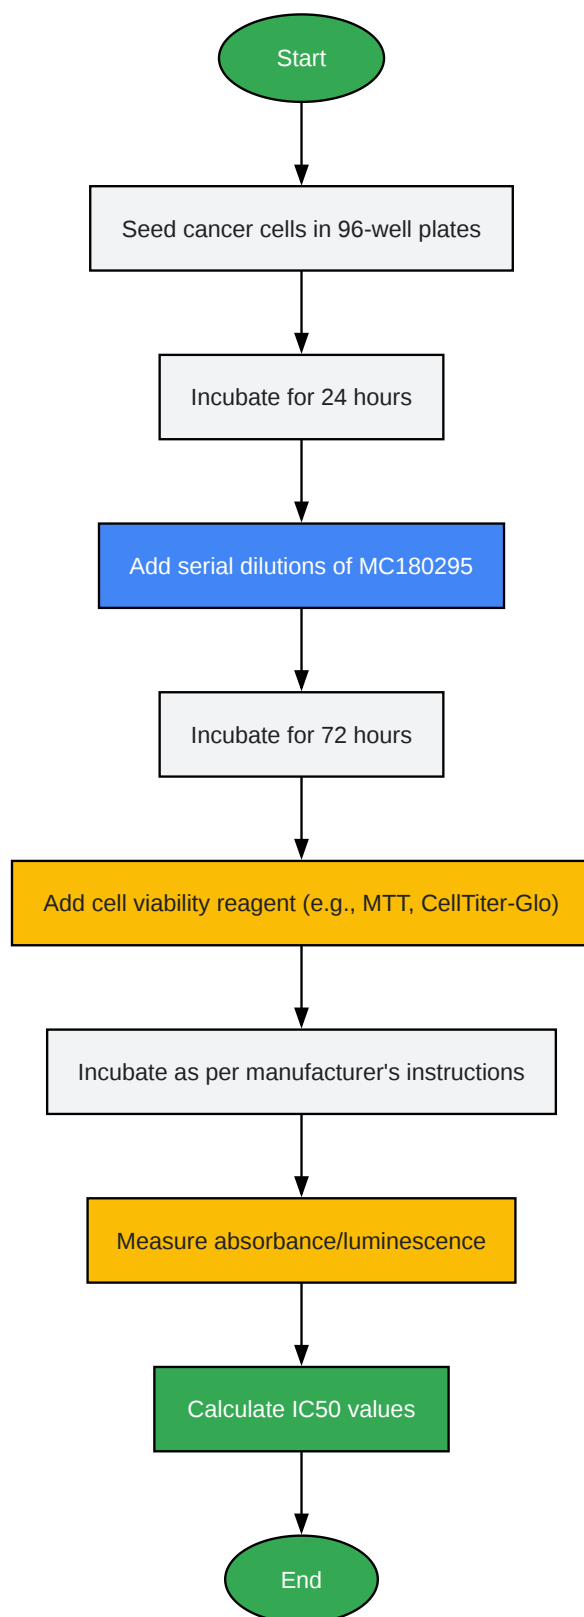 Start
Seed cancer cells in 96-well plates
Incubate for 24 hours
Add serial dilutions of MC180295
Incubate for 72 hours
Add cell viability reagent (e.g., MTT, CellTiter-Glo)
Incubate as per manufacturer's instructions
Measure absorbance/luminescence
Calculate IC50 values
End